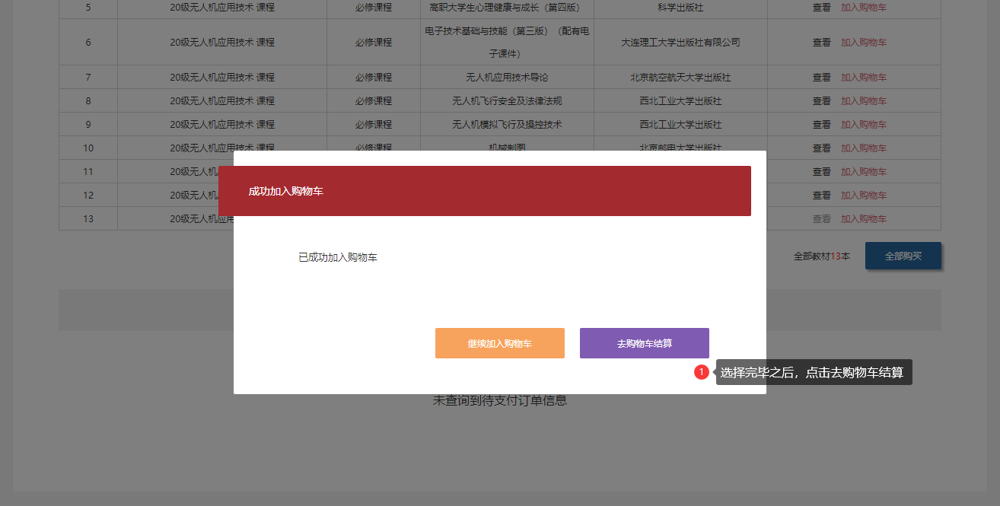 5 20级无人机应用技术 课程 必修课程 高职大学生心理健康与成长（第四版） 科学出版社 查看 加入购物车
6 20级无人机应用技术 课程 必修课程 电子技术基础与技能（第三版）（配有电子课件） 大连理工大学出版社有限公司 查看 加入购物车
7 20级无人机应用技术 课程 必修课程 无人机应用技术导论 北京航空航天大学出版社 查看 加入购物车
8 20级无人机应用技术 课程 必修课程 无人机飞行安全及法律法规 西北工业大学出版社 查看 加入购物车
9 20级无人机应用技术 课程 必修课程 无人机模拟飞行及操控技术 西北工业大学出版社 查看 加入购物车
10 20级无人机应用技术 课程 必修课程 机械制图 北京邮电大学出版社 查看 加入购物车
11 20级无人机 查看 加入购物车
12 20级无人机 查看 加入购物车
13 20级无人机应用 查看 加入购物车
成功加入购物车
已成功加入购物车
全部教材13本 全部购买
继续加入购物车 去购物车结算
1 选择完毕之后，点击去购物车结算
未查询到待支付订单信息